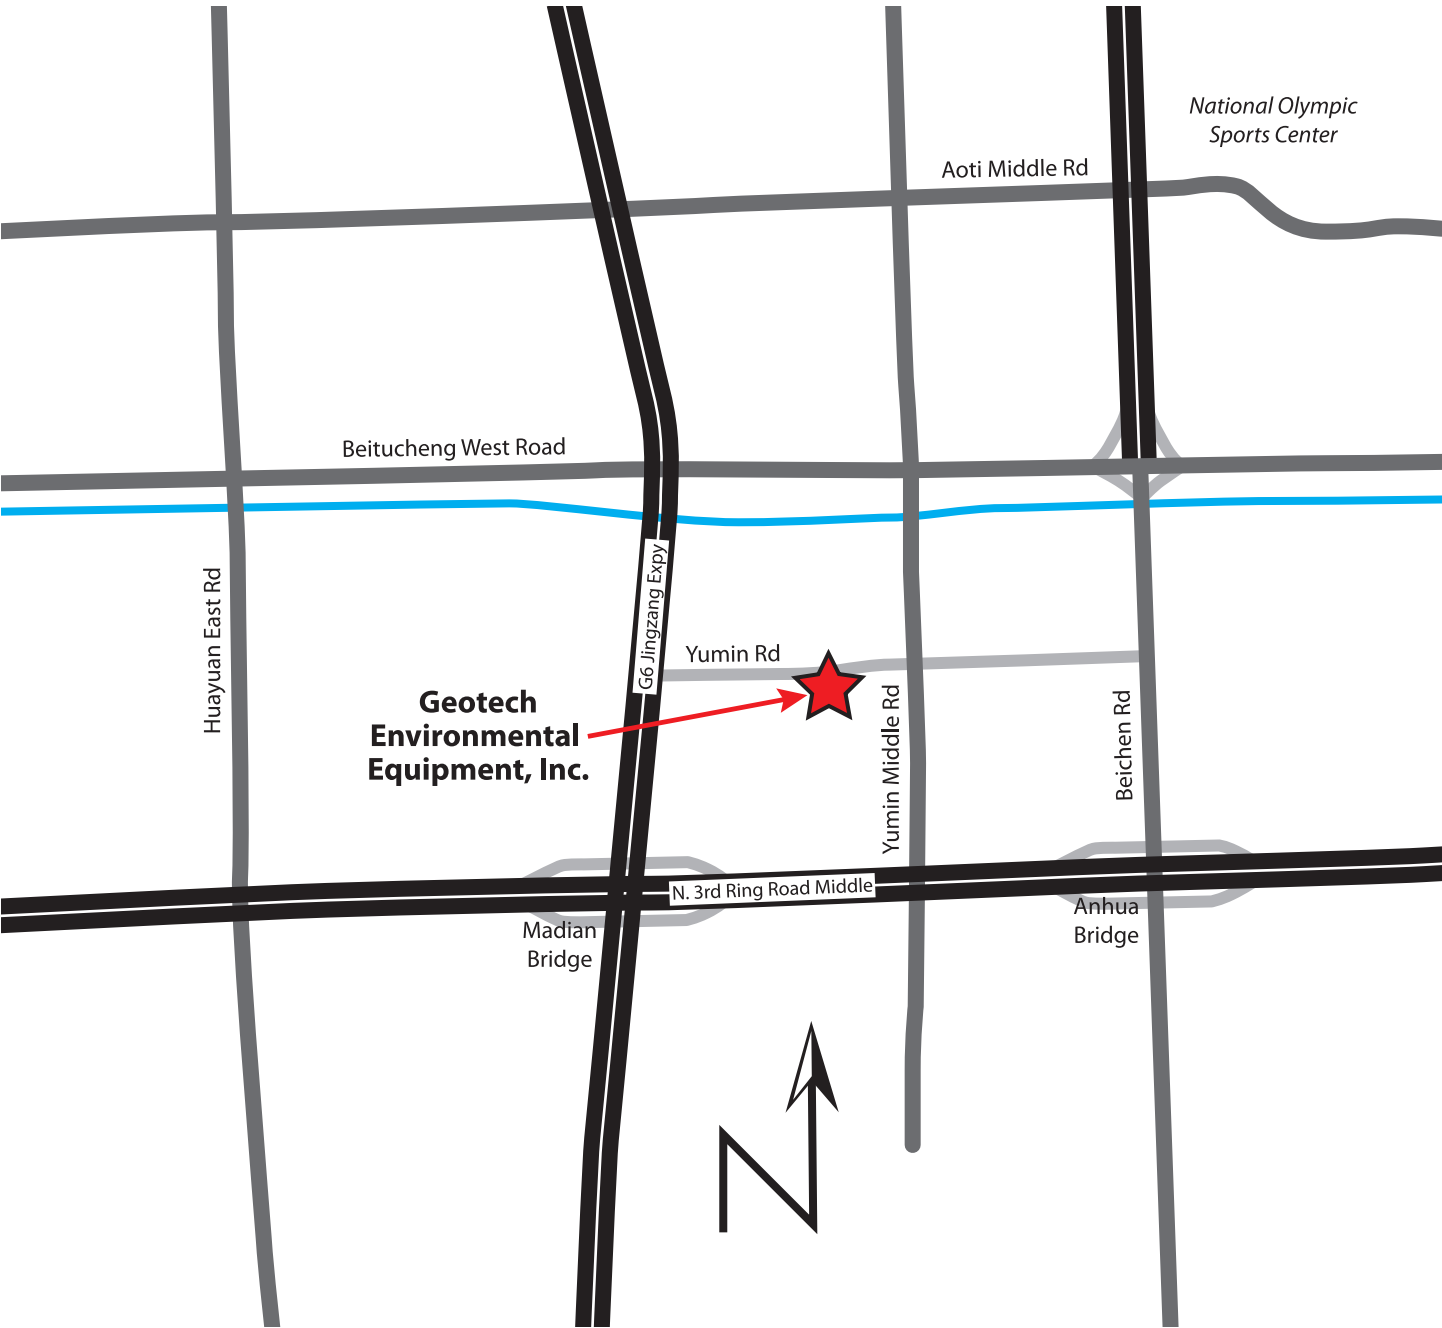 National Olympic
Sports Center
Aoti Middle Rd
Beitucheng West Road
G6 Jingzang Expy
Huayuan East Rd
Yumin Rd
Geotech
Environmental
Equipment, Inc.
Yumin Middle Rd
Beichen Rd
N. 3rd Ring Road Middle
Madian
Bridge
Anhua
Bridge
N